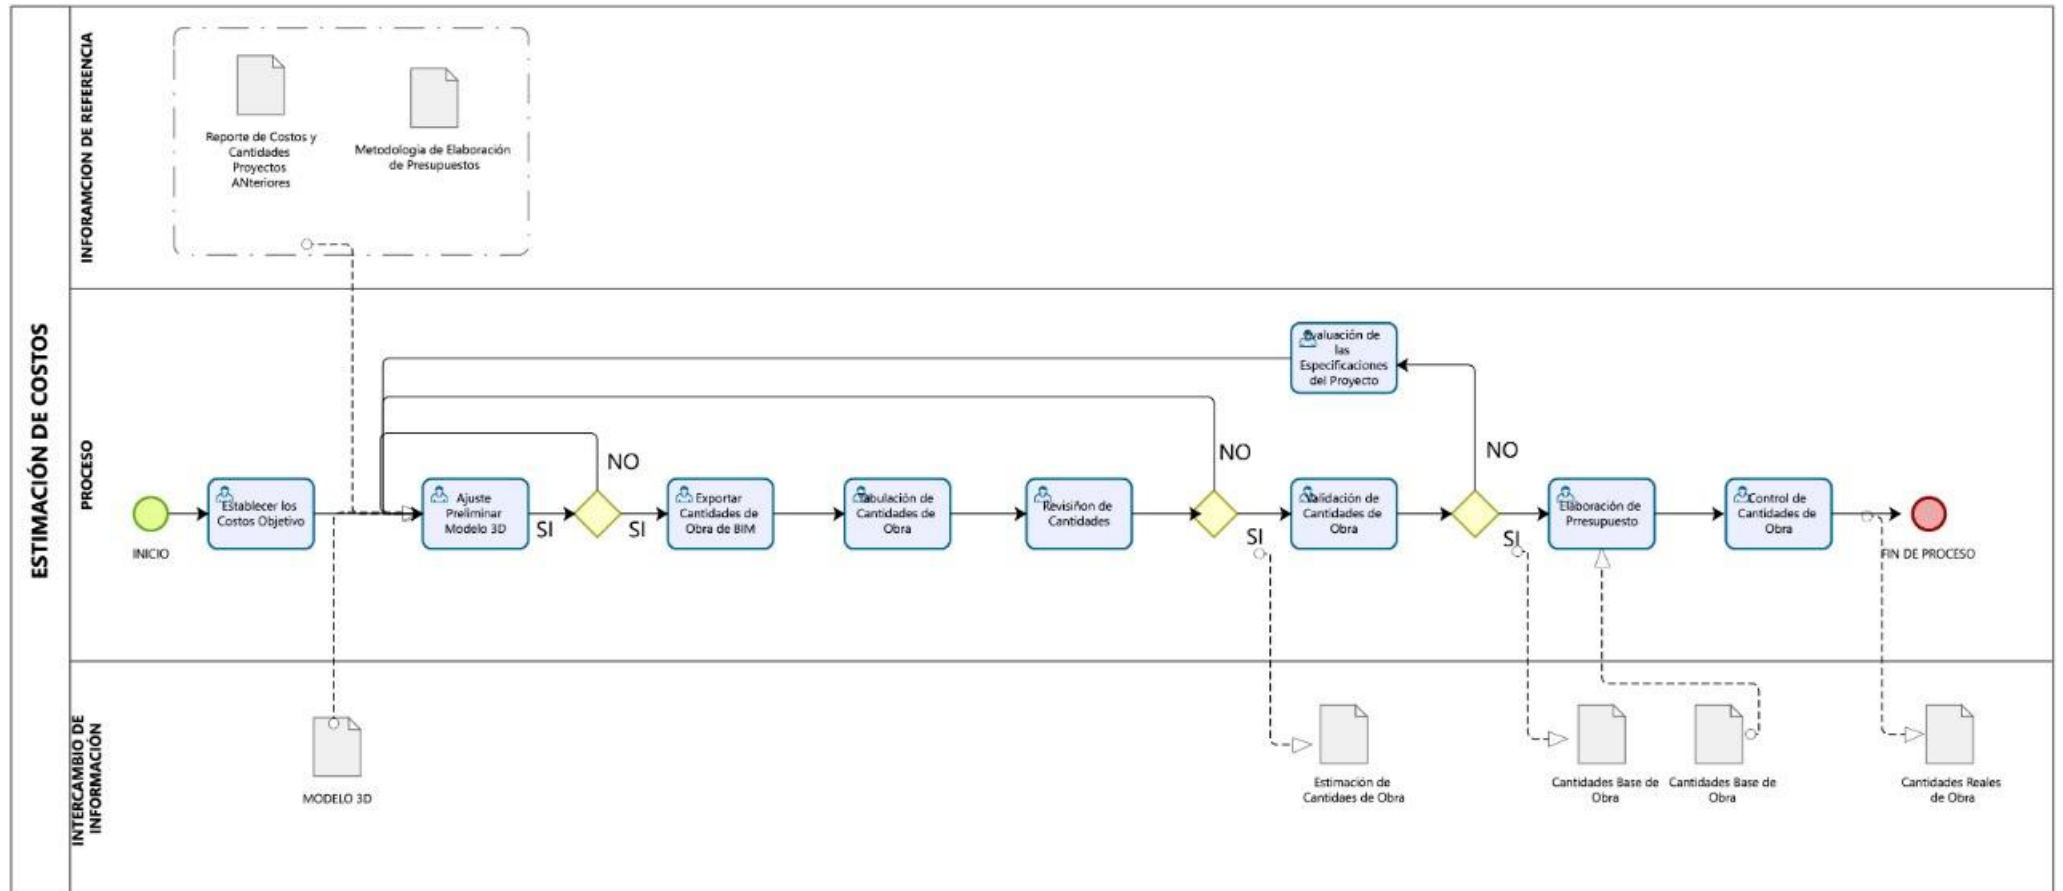 ESTIMACIÓN DE COSTOS
INFORAMCION DE REFERENCIA
Reporte de Costos y
Cantidades
Proyectos
ANteriores
Metodologia de Elaboración
de Presupuestos
PROCESO
INICIO
Establecer los
Costos Objetivo
Ajuste
Preliminar
Modelo 3D
SI
NO
SI
Exportar
Cantidades de
Obra de BIM
Tabulación de
Cantidades de
Obra
Revisiñon de
Cantidades
NO
SI
Validación de
Cantidades de
Obra
Evaluación de
las
Especificaciones
del Proyecto
NO
SI
Elaboración de
Prresupuesto
Control de
Cantidades de
Obra
FIN DE PROCESO
INTERCAMBIO DE
INFORMACIÓN
MODELO 3D
Estimación de
Cantidaes de Obra
Cantidades Base de
Obra
Cantidades Base de
Obra
Cantidades Reales
de Obra